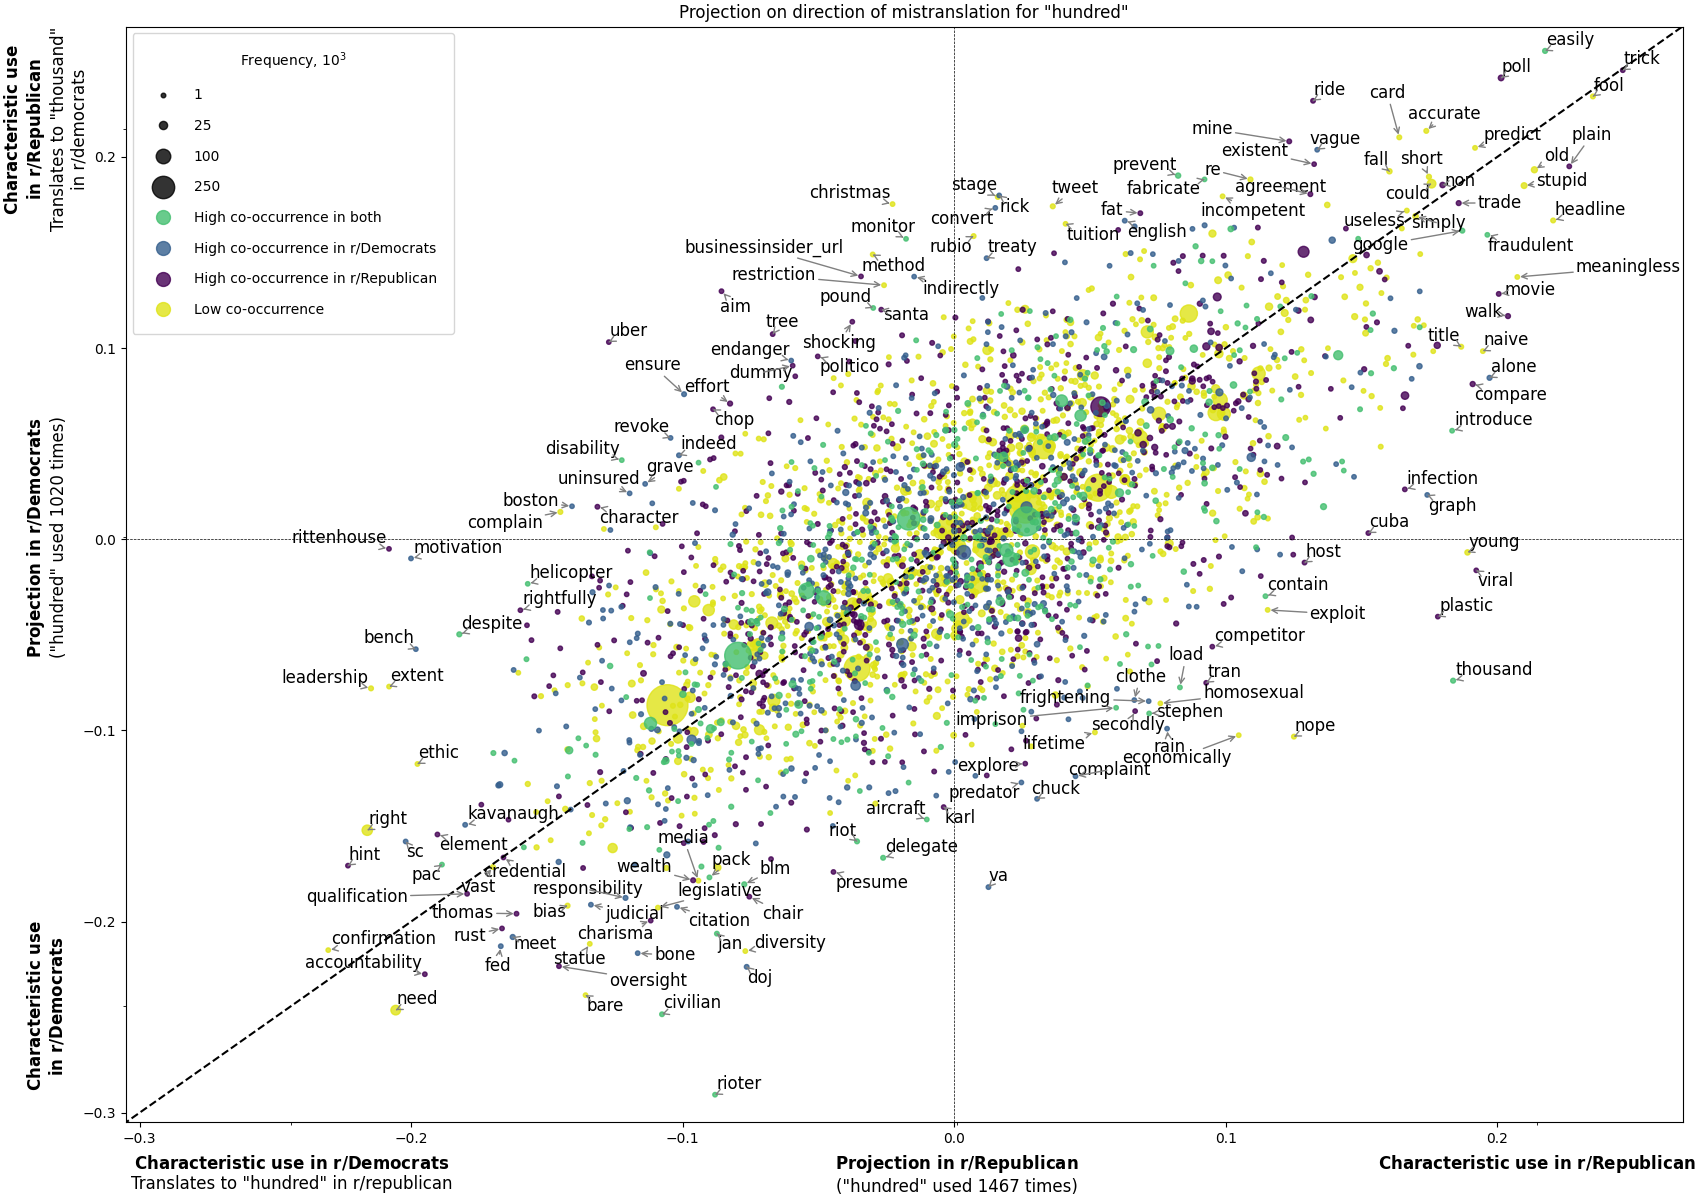 Projection on direction of mistranslation for "hundred"
Characteristic use
in r/Republican
Translates to "thousand"
in r/democrats
Projection in r/Democrats
("hundred" used 1020 times)
Characteristic use
in r/Democrats
Frequency, 10³
1
25
100
250
High co-occurrence in both
High co-occurrence in r/Democrats
High co-occurrence in r/Republican
Low co-occurrence
0.2
0.1
0.0
−0.1
−0.2
−0.3
easily
trick
poll
fool
ride
card
accurate
mine
vague
predict
plain
existent
fall
short
old
prevent
re
non
stupid
fabricate
agreement
could
stage
tweet
christmas
rick
incompetent
trade
headline
convert
fat
useless
simply
monitor
tuition
english
google
fraudulent
businessinsider_url
rubio
treaty
method
meaningless
restriction
indirectly
movie
pound
aim
santa
walk
uber
tree
shocking
title
naive
endanger
ensure
dummy
politico
alone
effort
compare
chop
introduce
revoke
indeed
disability
grave
uninsured
infection
boston
graph
complain
character
cuba
rittenhouse
motivation
young
host
helicopter
viral
contain
rightfully
plastic
exploit
despite
bench
competitor
load
leadership
extent
clothe
tran
thousand
frightening
homosexual
imprison
stephen
secondly
nope
lifetime
rain
economically
ethic
explore
complaint
predator
chuck
right
kavanaugh
aircraft
karl
riot
media
hint
sc
element
delegate
pac
credential
wealth
pack
blm
va
qualification
vast
responsibility
legislative
presume
thomas
bias
judicial
citation
chair
rust
meet
charisma
jan
diversity
confirmation
fed
statue
bone
accountability
oversight
doj
need
bare
civilian
rioter
−0.3
−0.2
−0.1
0.0
0.1
0.2
Characteristic use in r/Democrats
Translates to "hundred" in r/republican
Projection in r/Republican
("hundred" used 1467 times)
Characteristic use in r/Republican